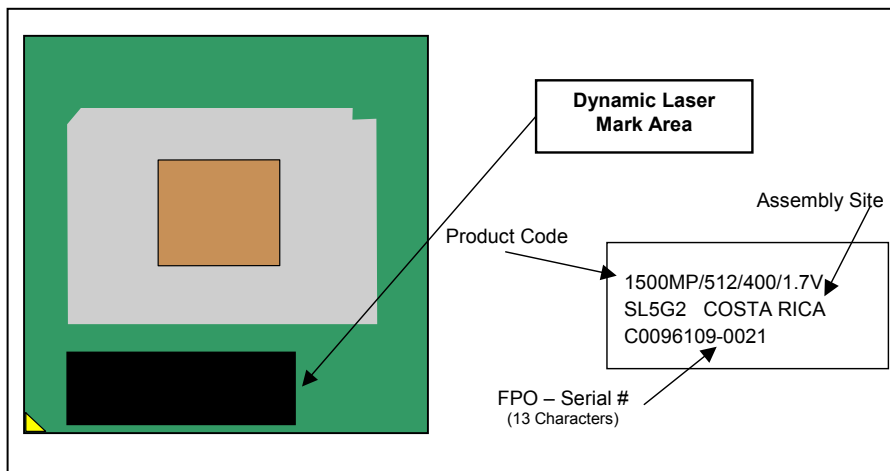 Dynamic Laser
Mark Area
Assembly Site
Product Code
1500MP/512/400/1.7V
SL5G2 COSTA RICA
C0096109-0021
FPO – Serial #
(13 Characters)